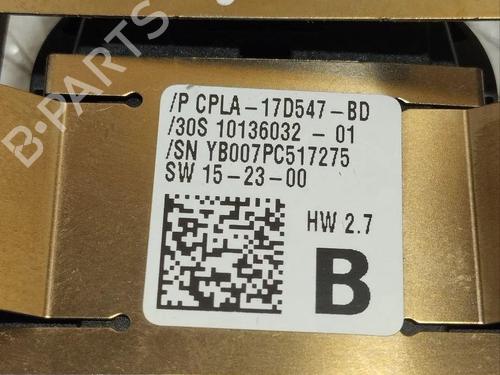 /P CPLA-17D547-BD
/30S 10136032 - 01
/SN YB007PC517275
SW 15-23-00
HW 2.7
B
B-PARTS